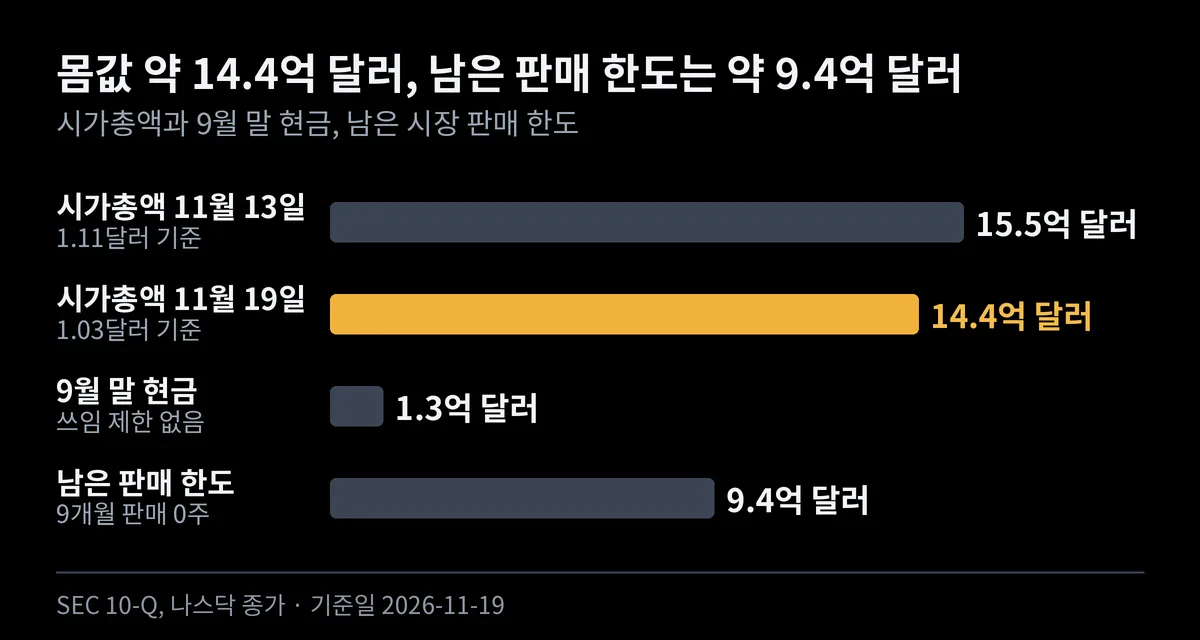 몸값 약 14.4억 달러, 남은 판매 한도는 약 9.4억 달러
시가총액과 9월 말 현금, 남은 시장 판매 한도
시가총액 11월 13일
1.11달러 기준
15.5억 달러
시가총액 11월 19일
1.03달러 기준
14.4억 달러
9월 말 현금
쓰임 제한 없음
1.3억 달러
남은 판매 한도
9개월 판매 0주
9.4억 달러
SEC 10-Q, 나스닥 종가 · 기준일 2026-11-19